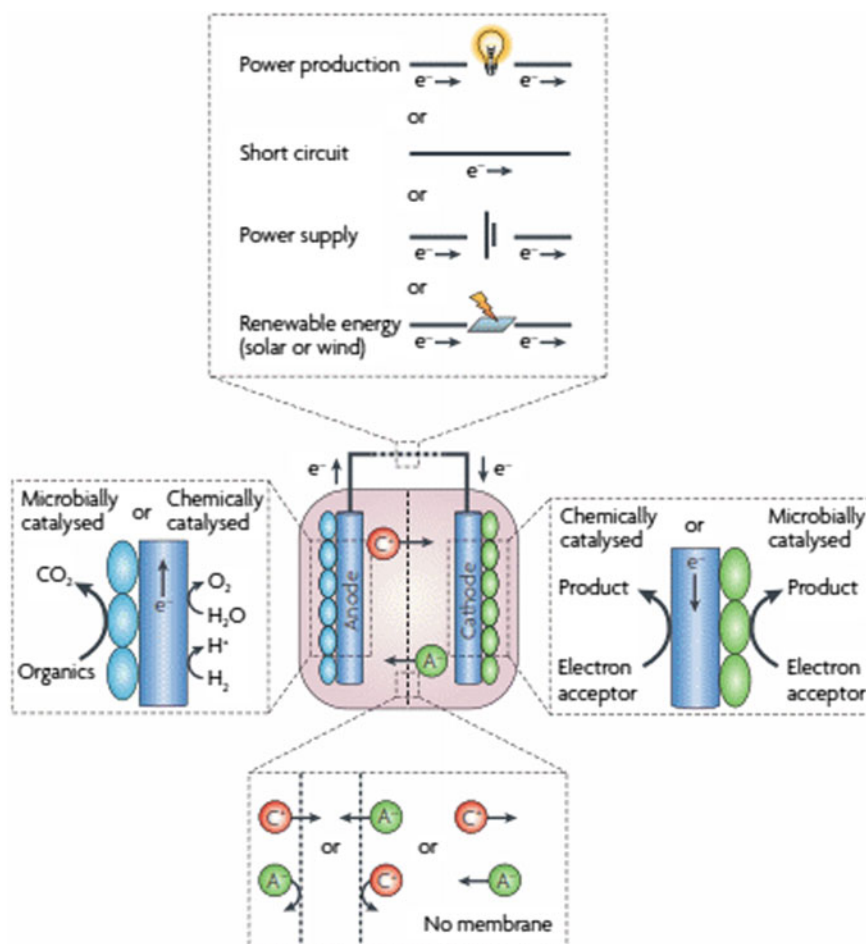 Power production
e⁻ e⁻
or
Short circuit
e⁻
or
Power supply
e⁻ e⁻
or
Renewable energy
(solar or wind)
e⁻ e⁻
e⁻ e⁻
Microbially
catalysed
or
Chemically
catalysed
CO₂
Organics
e⁻
O₂
H₂O
H⁺
H₂
Anode
C⁺
Cathode
A⁻
Chemically
catalysed
or
Microbially
catalysed
Product
e⁻
Product
Electron
acceptor
Electron
acceptor
C⁺ A⁻ C⁺
or or
A⁻ C⁺ A⁻
No membrane